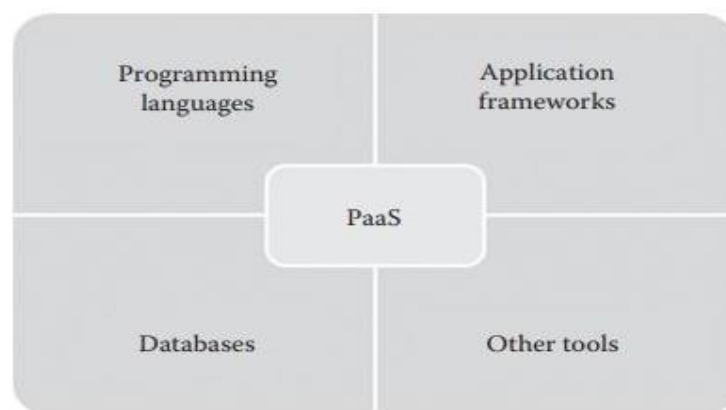 Programming
languages
Application
frameworks
PaaS
Databases
Other tools